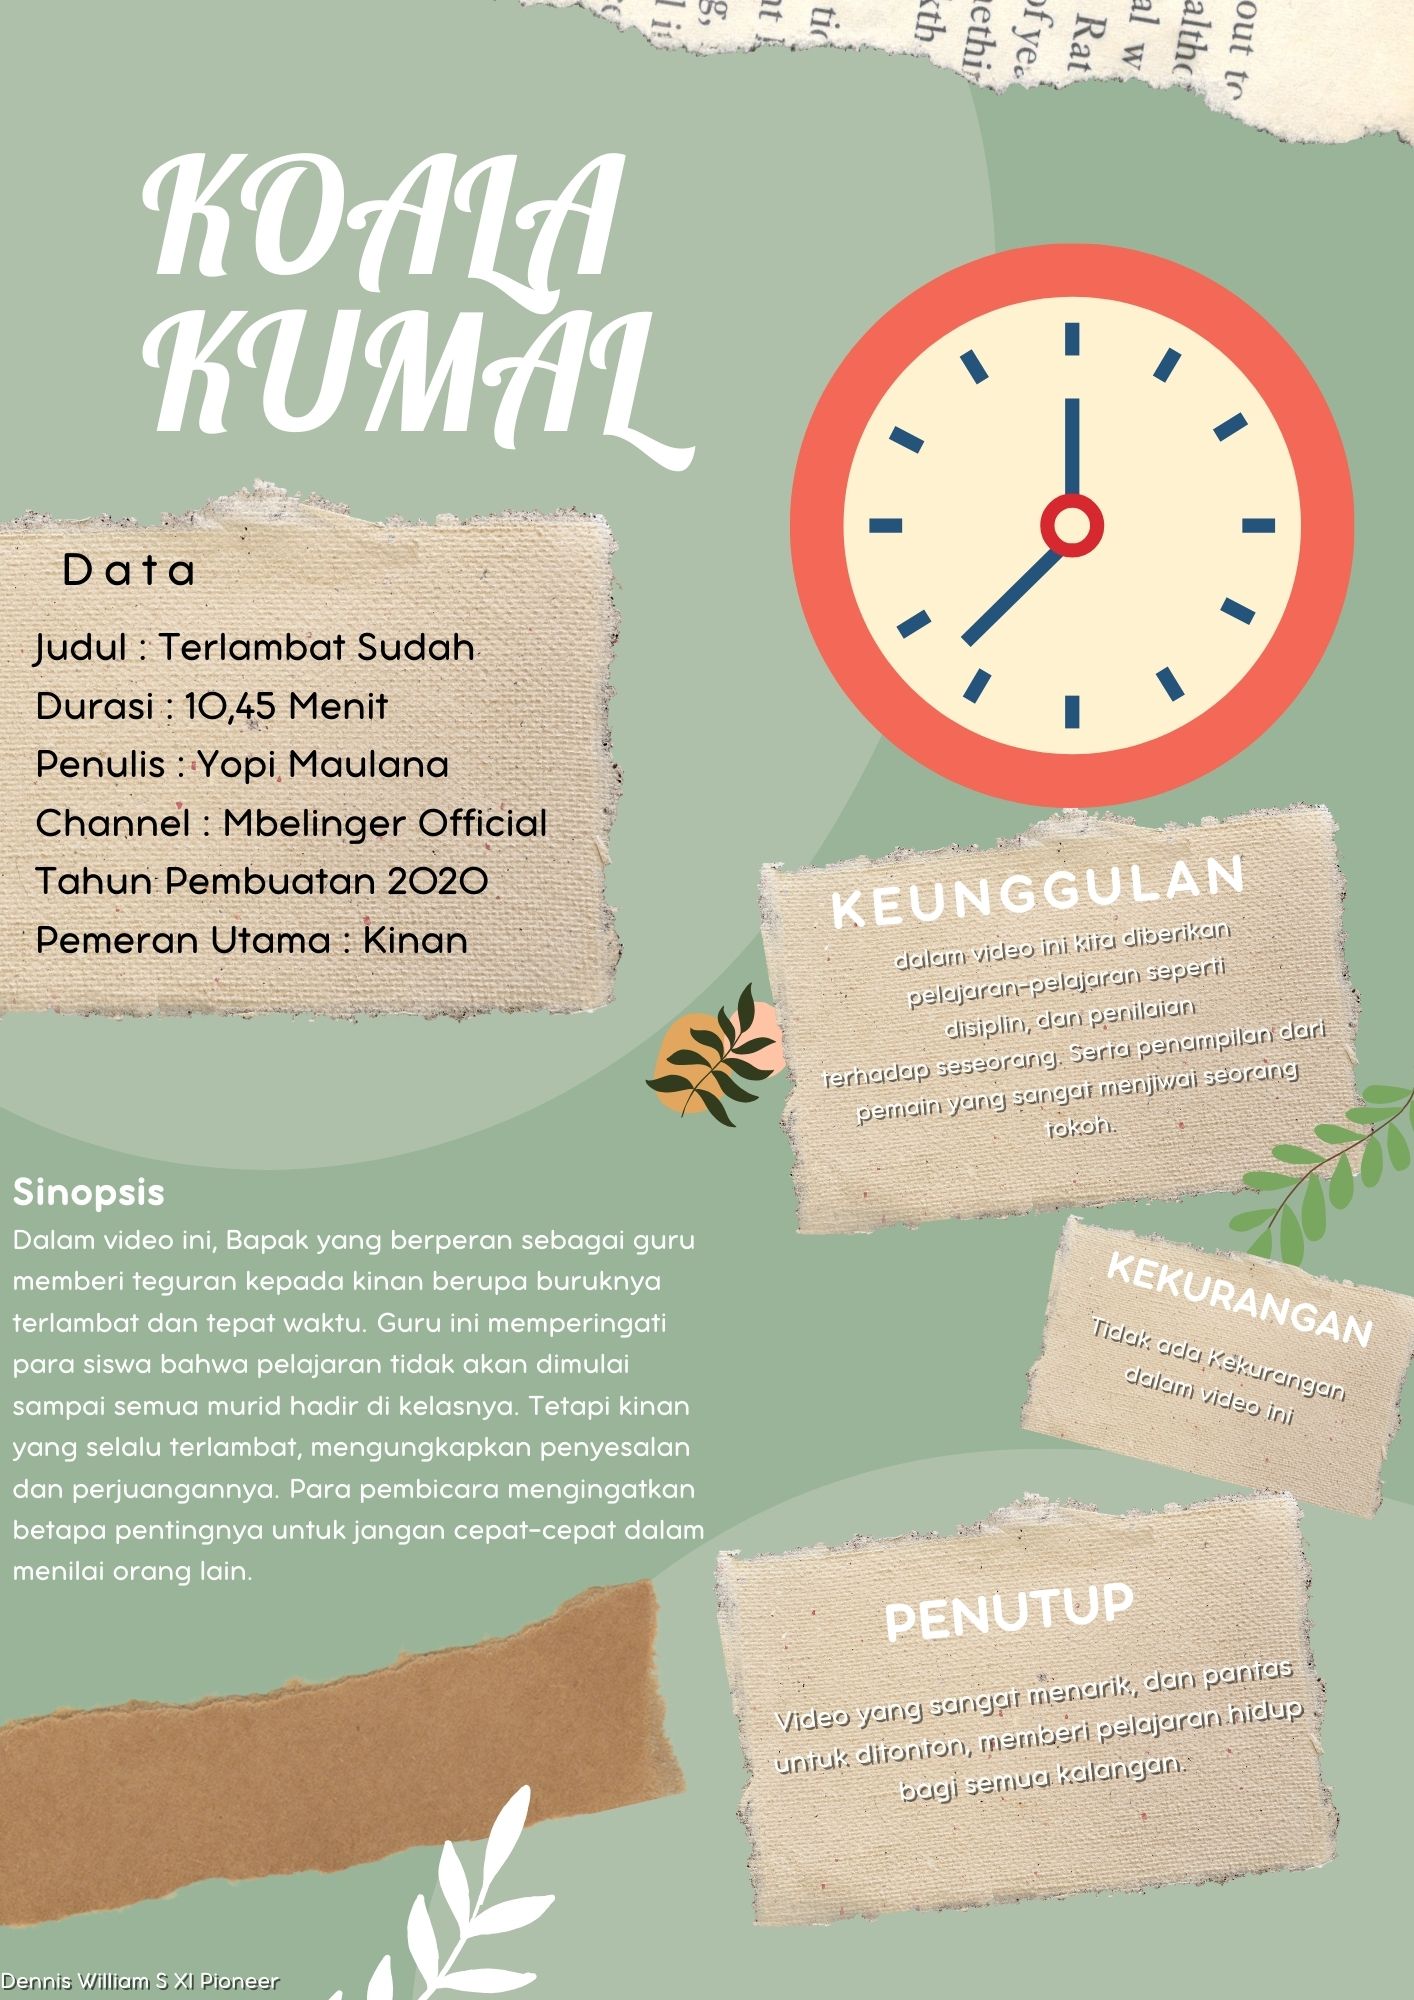 KOALA
KUMAL
Data
Judul : Terlambat Sudah
Durasi : 10,45 Menit
Penulis : Yopi Maulana
Channel : Mbelinger Official
Tahun Pembuatan 2020
Pemeran Utama : Kinan
KEUNGGULAN
dalam video ini kita diberikan
pelajaran-pelajaran seperti
disiplin, dan penilaian
terhadap seseorang. Serta penampilan dari
pemain yang sangat menjiwai seorang
tokoh.
Sinopsis
Dalam video ini, Bapak yang berperan sebagai guru
memberi teguran kepada kinan berupa buruknya
terlambat dan tepat waktu. Guru ini memperingati
para siswa bahwa pelajaran tidak akan dimulai
sampai semua murid hadir di kelasnya. Tetapi kinan
yang selalu terlambat, mengungkapkan penyesalan
dan perjuangannya. Para pembicara mengingatkan
betapa pentingnya untuk jangan cepat-cepat dalam
menilai orang lain.
KEKURANGAN
Tidak ada Kekurangan
dalam video ini
PENUTUP
Video yang sangat menarik, dan pantas
untuk ditonton, memberi pelajaran hidup
bagi semua kalangan.
Dennis William S XI Pioneer